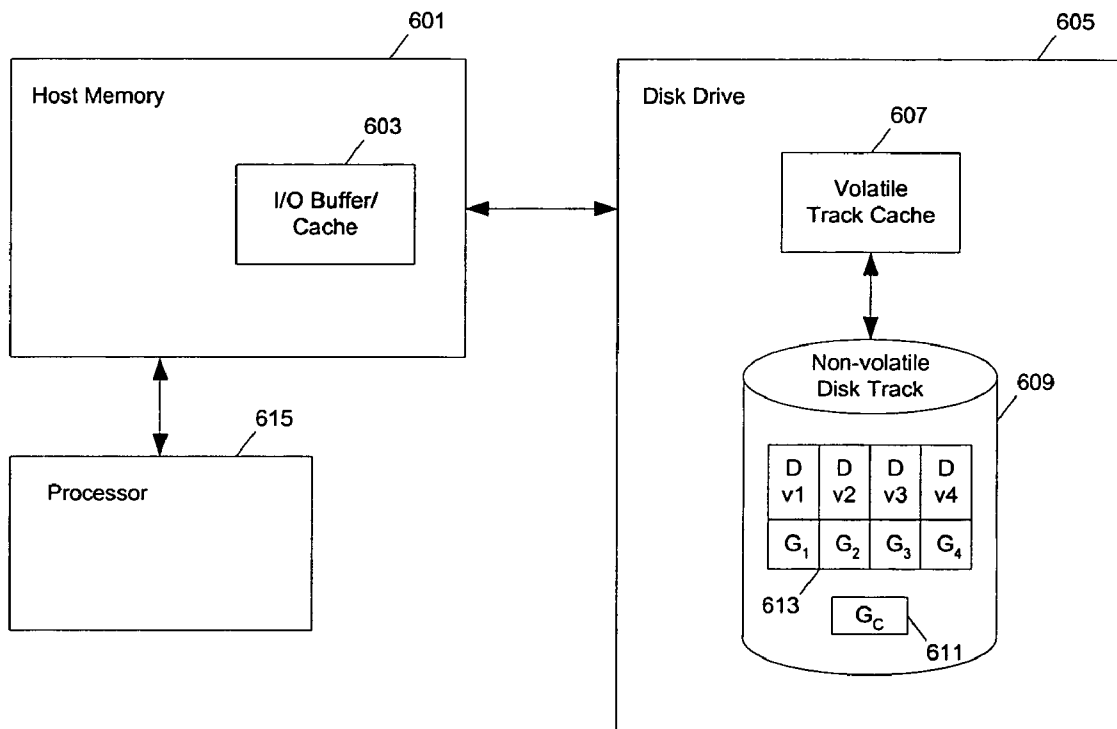 601
Host Memory
603
I/O Buffer/
Cache
615
Processor
605
Disk Drive
607
Volatile
Track Cache
Non-volatile
Disk Track
609
D D D D
v1 v2 v3 v4
G₁ G₂ G₃ G₄
613
G_C
611